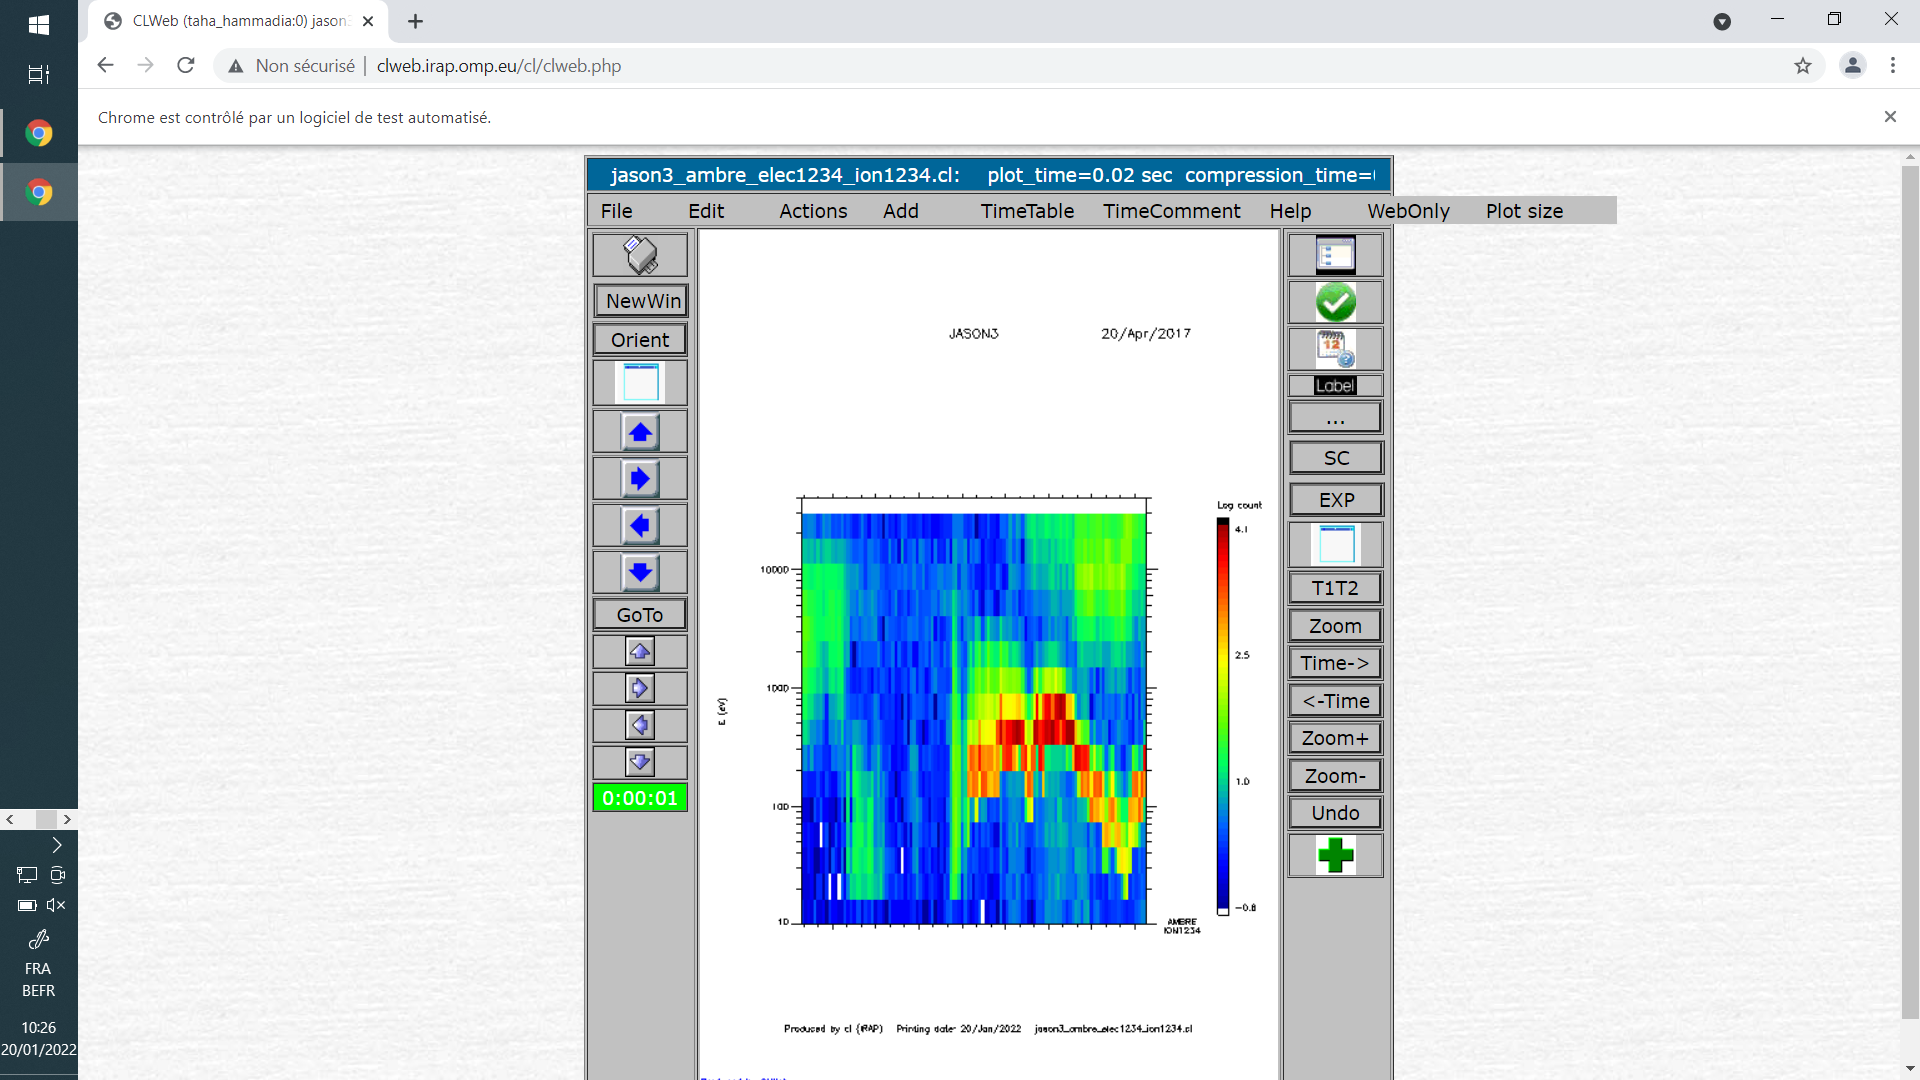 CLWeb (taha_hammadia:0) jason3
Non sécurisé | clweb.irap.omp.eu/cl/clweb.php
Chrome est contrôlé par un logiciel de test automatisé.
jason3_ambre_elec1234_ion1234.cl: plot_time=0.02 sec compression_time=
File Edit Actions Add TimeTable TimeComment Help WebOnly Plot size
NewWin
Orient
GoTo
0:00:01
JASON3 20/Apr/2017
Log count
4.1
2.5
1.0
-0.8
10000
1000
100
10
E (eV)
AMBRE
ION1234
Produced by cl (IRAP) Printing date: 20/Jan/2022 jason3_ambre_elec1234_ion1234.cl
12
Label
...
SC
EXP
T1T2
Zoom
Time->
<-Time
Zoom+
Zoom-
Undo
FRA
BEFR
10:26
20/01/2022